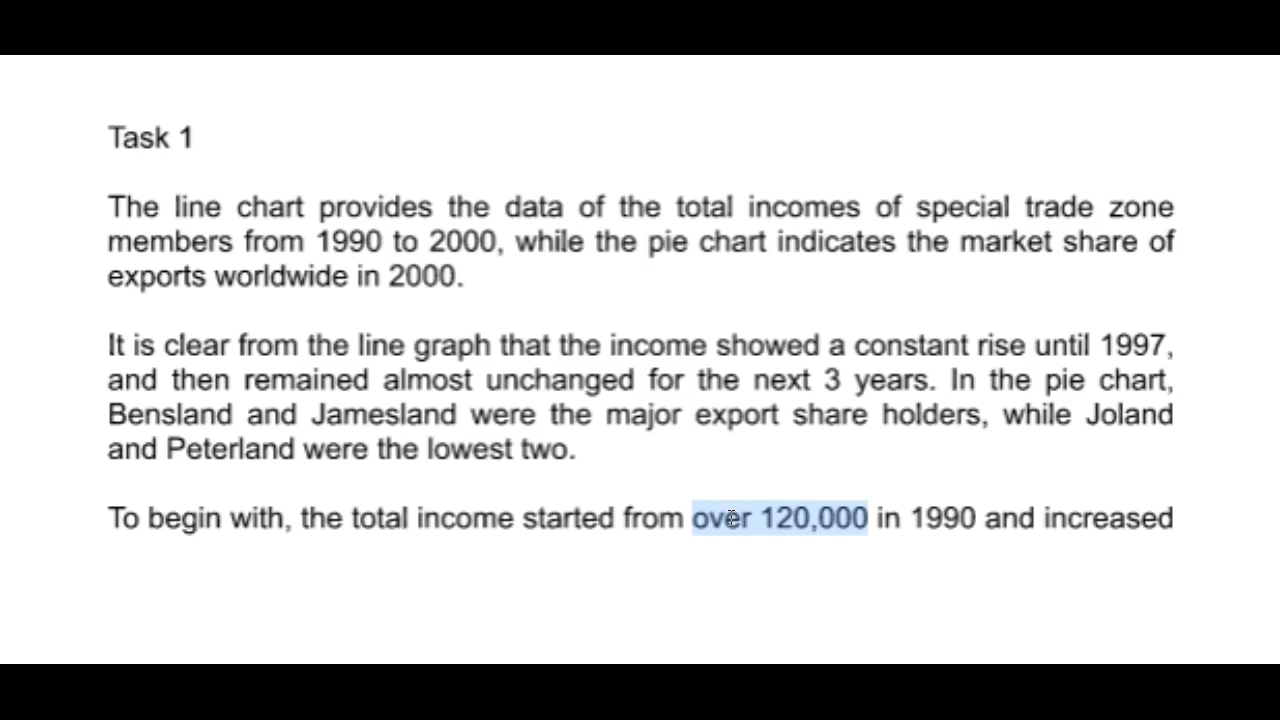 Task 1
The line chart provides the data of the total incomes of special trade zone
members from 1990 to 2000, while the pie chart indicates the market share of
exports worldwide in 2000.
It is clear from the line graph that the income showed a constant rise until 1997,
and then remained almost unchanged for the next 3 years. In the pie chart,
Bensland and Jamesland were the major export share holders, while Joland
and Peterland were the lowest two.
To begin with, the total income started from over 120,000 in 1990 and increased